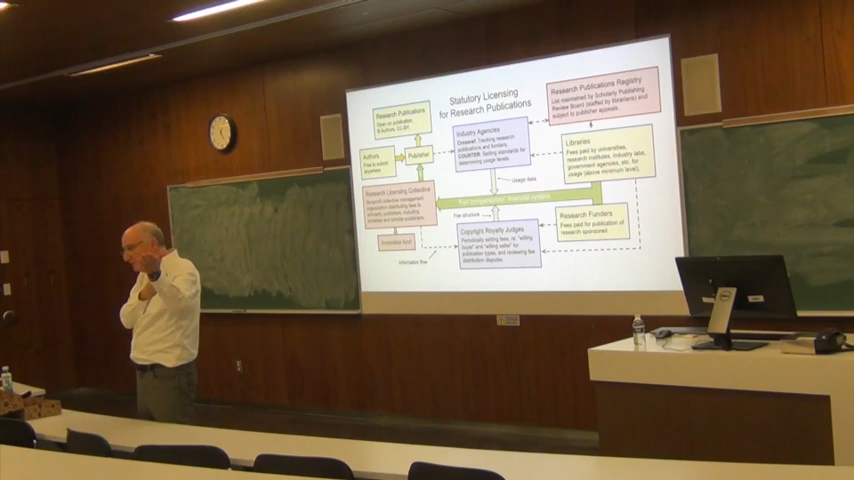 Statutory Licensing
for Research Publications
Research Publications
Open on publication.
© Authors, CC-BY.
Authors
Free to submit
anywhere
Publisher
Industry Agencies
Crossref: Tracking research
publications and funders.
COUNTER: Setting standards for
determining usage levels.
Research Publications Registry
List maintained by Scholarly Publishing
Review Board (staffed by librarians) and
subject to publisher appeals.
Libraries
Fees paid by universities,
research institutes, industry labs,
government agencies, etc. for
usage (above minimum level).
Usage data
Research Licensing Collective
Nonprofit collective management
organization distributing fees to
scholarly publishers, including
societies and scholar-publishers.
Innovation fund
financial system
Fee structure
Research Funders
Fees paid for publication of
research sponsored.
Copyright Royalty Judges
Periodically setting fees, re: "willing
buyer" and "willing seller" for
publication types, and reviewing fee
distribution disputes.
Information flow
DELL